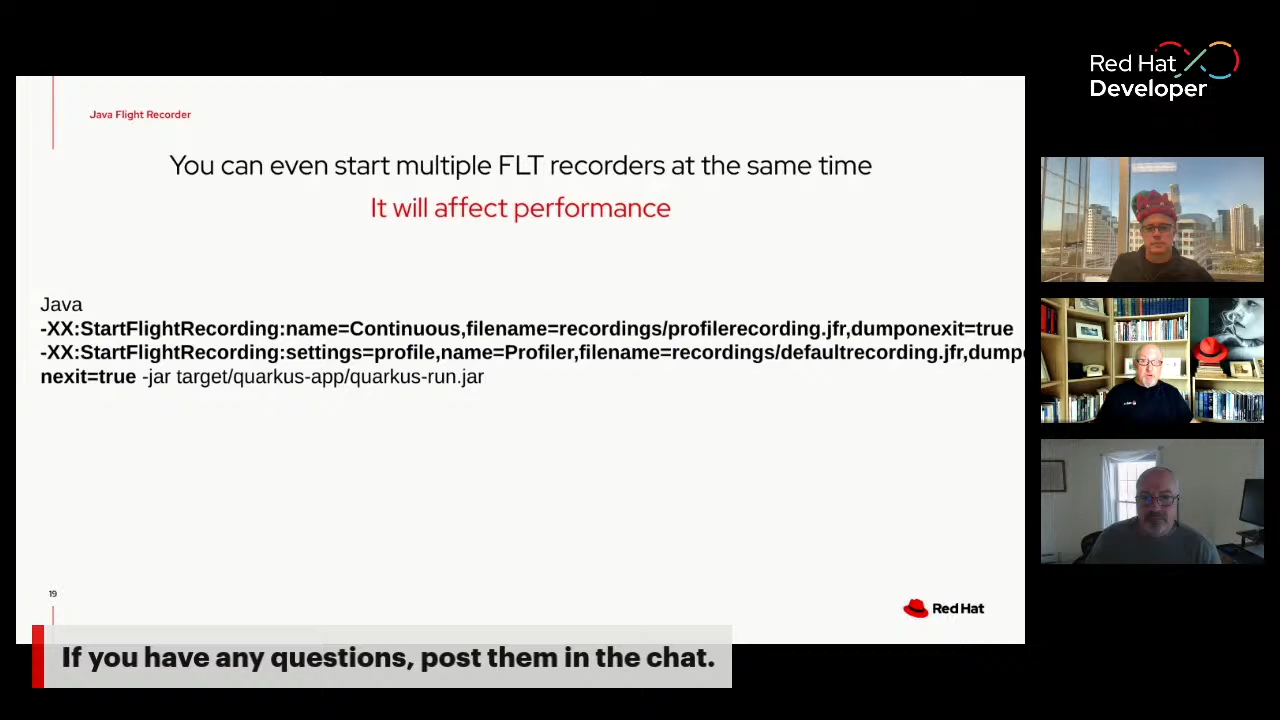 Red Hat
Developer
Java Flight Recorder
You can even start multiple FLT recorders at the same time
It will affect performance
Java
-XX:StartFlightRecording:name=Continuous,filename=recordings/profilerecording.jfr,dumponexit=true
-XX:StartFlightRecording:settings=profile,name=Profiler,filename=recordings/defaultrecording.jfr,dumpo
nexit=true -jar target/quarkus-app/quarkus-run.jar
19
Red Hat
If you have any questions, post them in the chat.